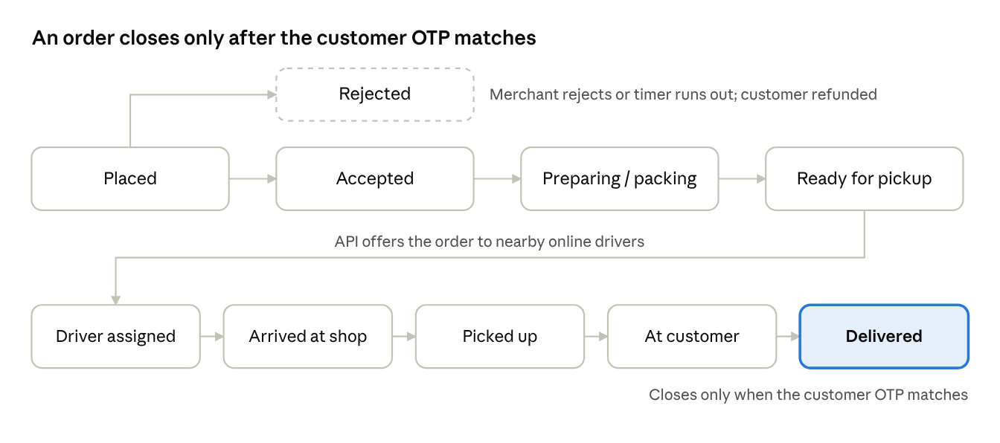 An order closes only after the customer OTP matches
Rejected
Merchant rejects or timer runs out; customer refunded
Placed
Accepted
Preparing / packing
Ready for pickup
API offers the order to nearby online drivers
Driver assigned
Arrived at shop
Picked up
At customer
Delivered
Closes only when the customer OTP matches